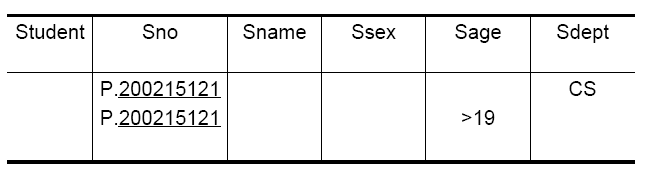 Student Sno Sname Ssex Sage Sdept
P.200215121 CS
P.200215121 >19